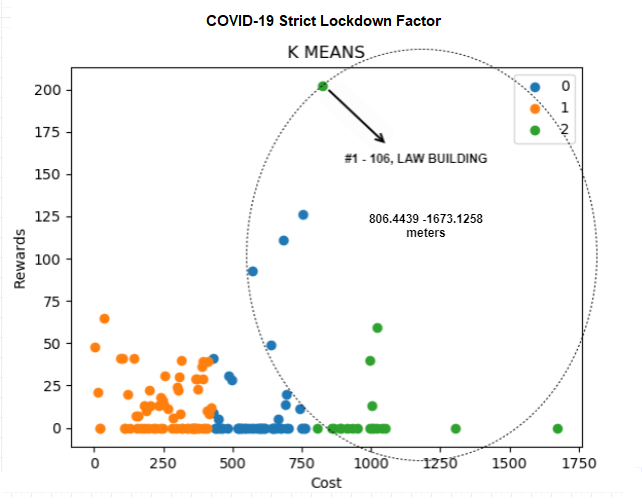 COVID-19 Strict Lockdown Factor
K MEANS
200
175
150
125
100
75
50
25
0
Rewards
0
1
2
#1 - 106, LAW BUILDING
806.4439 -1673.1258
meters
0 250 500 750 1000 1250 1500 1750
Cost